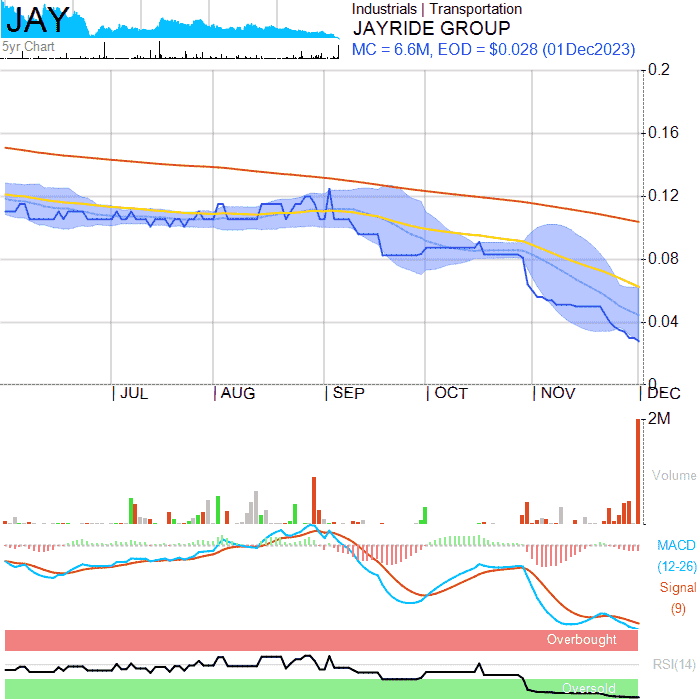 JAY
5yr Chart
Industrials | Transportation
JAYRIDE GROUP
MC = 6.6M, EOD = $0.028 (01Dec2023)
0.2
0.16
0.12
0.08
0.04
0
JUL
AUG
SEP
OCT
NOV
DEC
2M
Volume
MACD
(12-26)
Signal
(9)
Overbought
RSI(14)
Oversold